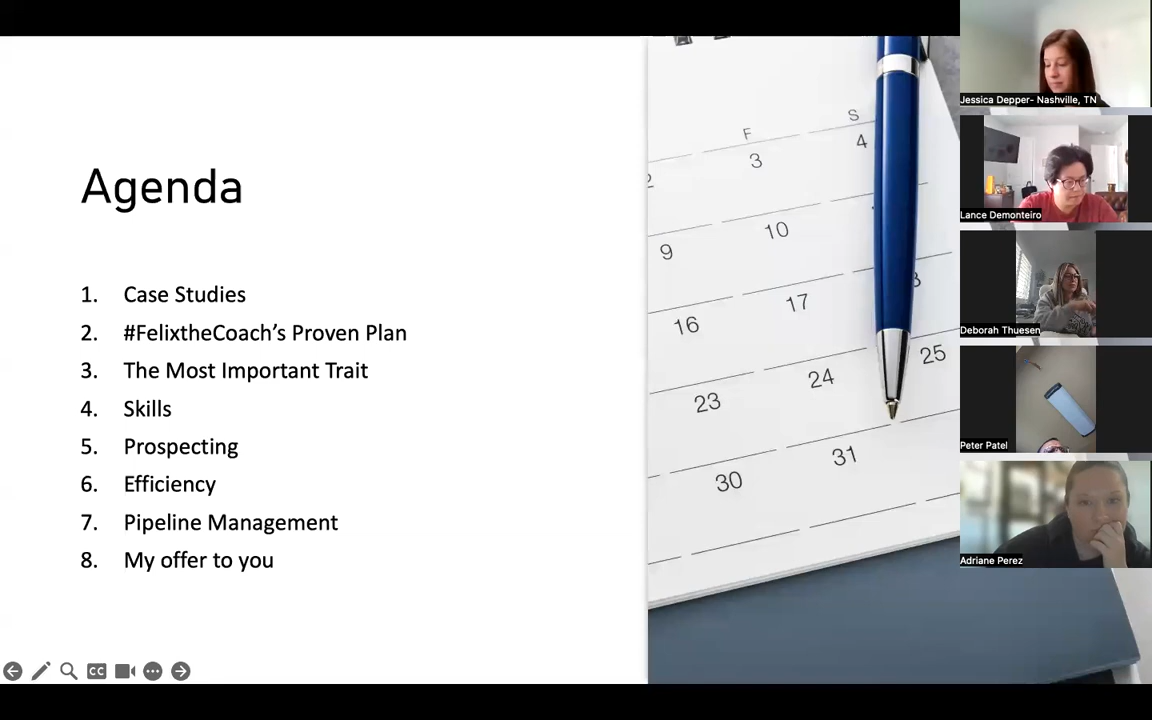 Agenda
1. Case Studies
2. #FelixtheCoach’s Proven Plan
3. The Most Important Trait
4. Skills
5. Prospecting
6. Efficiency
7. Pipeline Management
8. My offer to you
F S
3 4
9 10
16 17
23 24 25
30 31
CC
Jessica Depper- Nashville, TN
Lance Demonteiro
Deborah Thuesen
Peter Patel
Adriane Perez